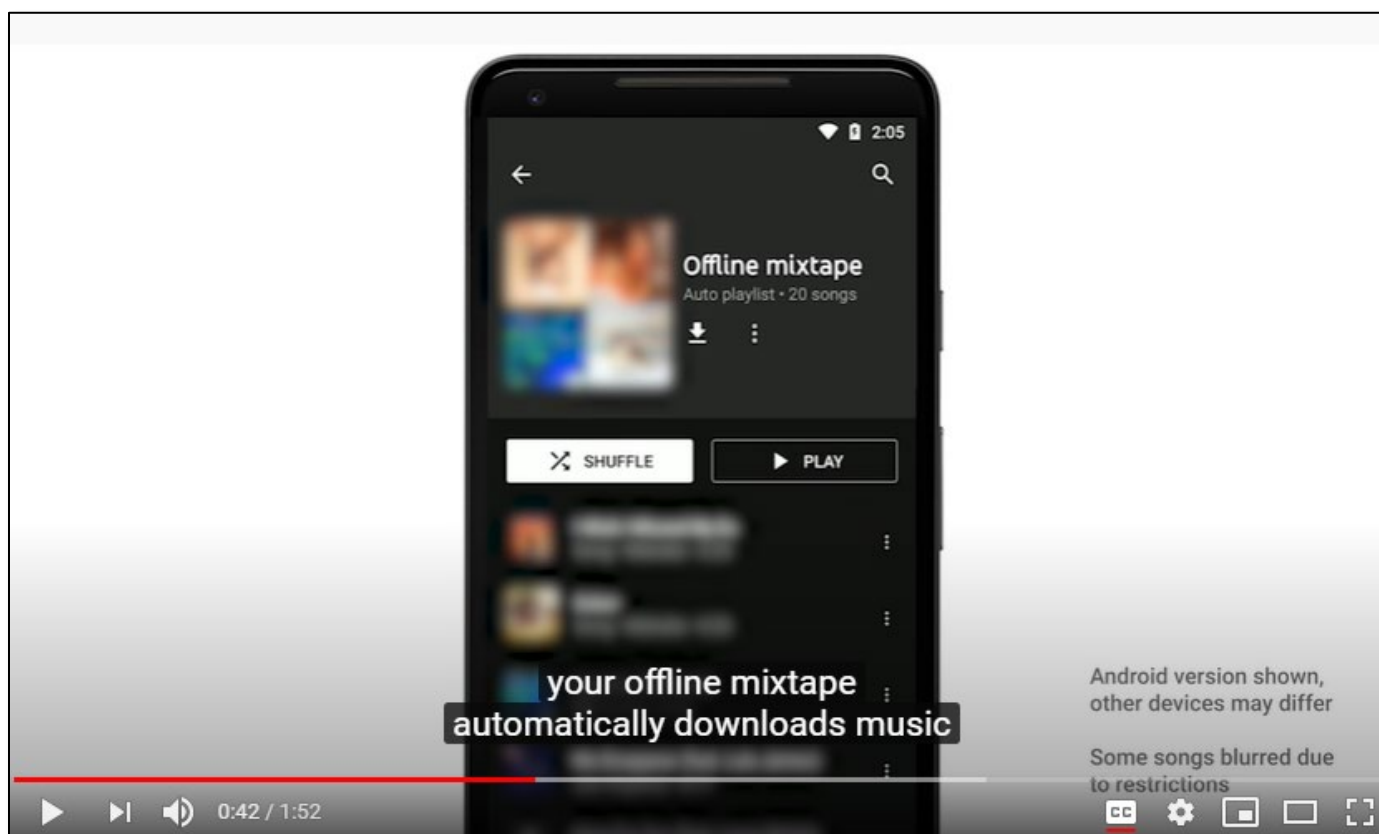 2:05
Offline mixtape
Auto playlist • 20 songs
SHUFFLE
PLAY
your offline mixtape
automatically downloads music
Android version shown,
other devices may differ
Some songs blurred due
to restrictions
0:42 / 1:52
CC